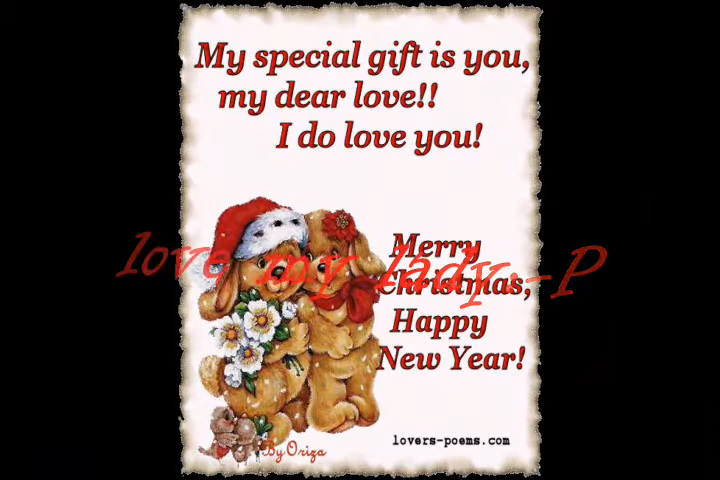 My special gift is you,
my dear love!!
I do love you!
Merry
love my lady,-P
Christmas,
Happy
New Year!
lovers-poems.com
By Oriza